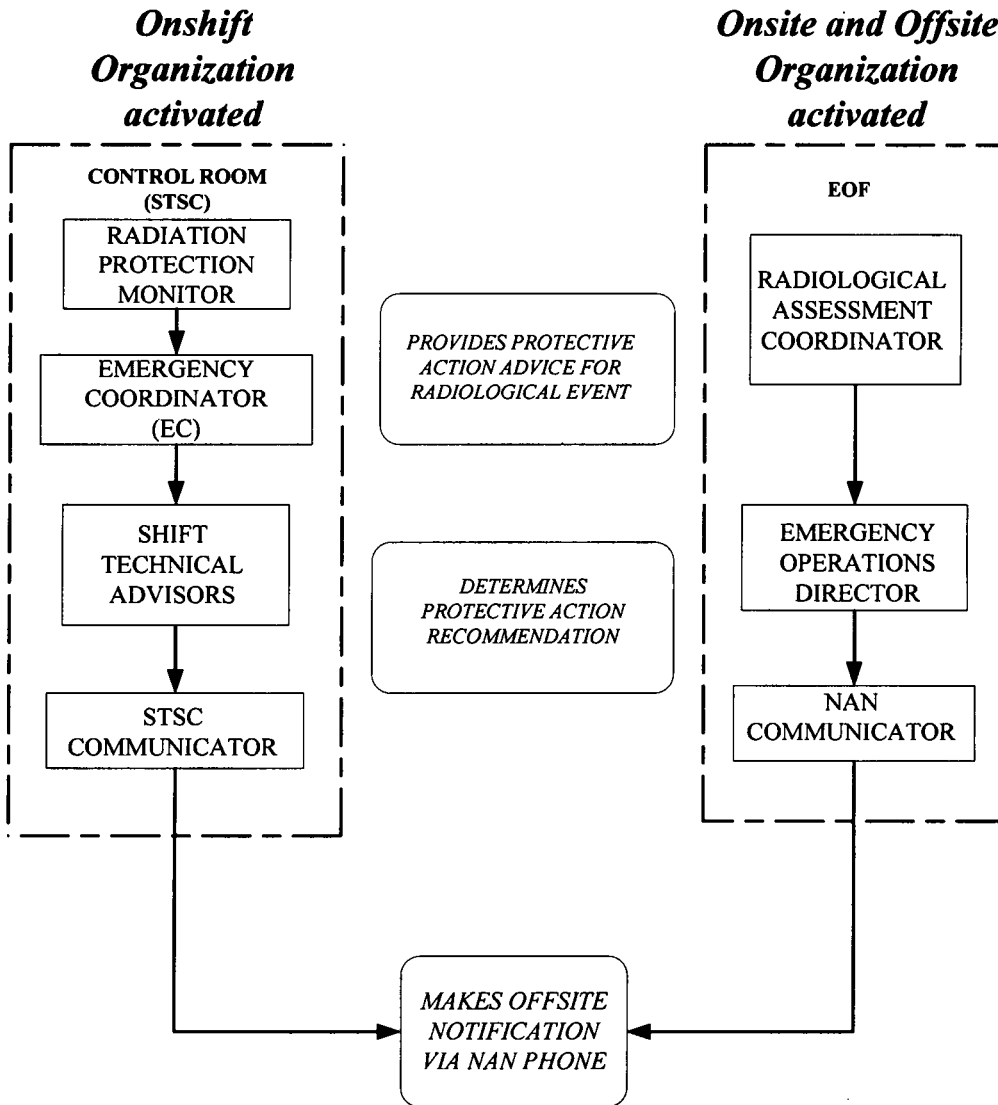 Onshift
Organization
activated
CONTROL ROOM
(STSC)
RADIATION
PROTECTION
MONITOR
EMERGENCY
COORDINATOR
(EC)
SHIFT
TECHNICAL
ADVISORS
STSC
COMMUNICATOR
PROVIDES PROTECTIVE
ACTION ADVICE FOR
RADIOLOGICAL EVENT
DETERMINES
PROTECTIVE ACTION
RECOMMENDATION
MAKES OFFSITE
NOTIFICATION
VIA NAN PHONE
Onsite and Offsite
Organization
activated
EOF
RADIOLOGICAL
ASSESSMENT
COORDINATOR
EMERGENCY
OPERATIONS
DIRECTOR
NAN
COMMUNICATOR